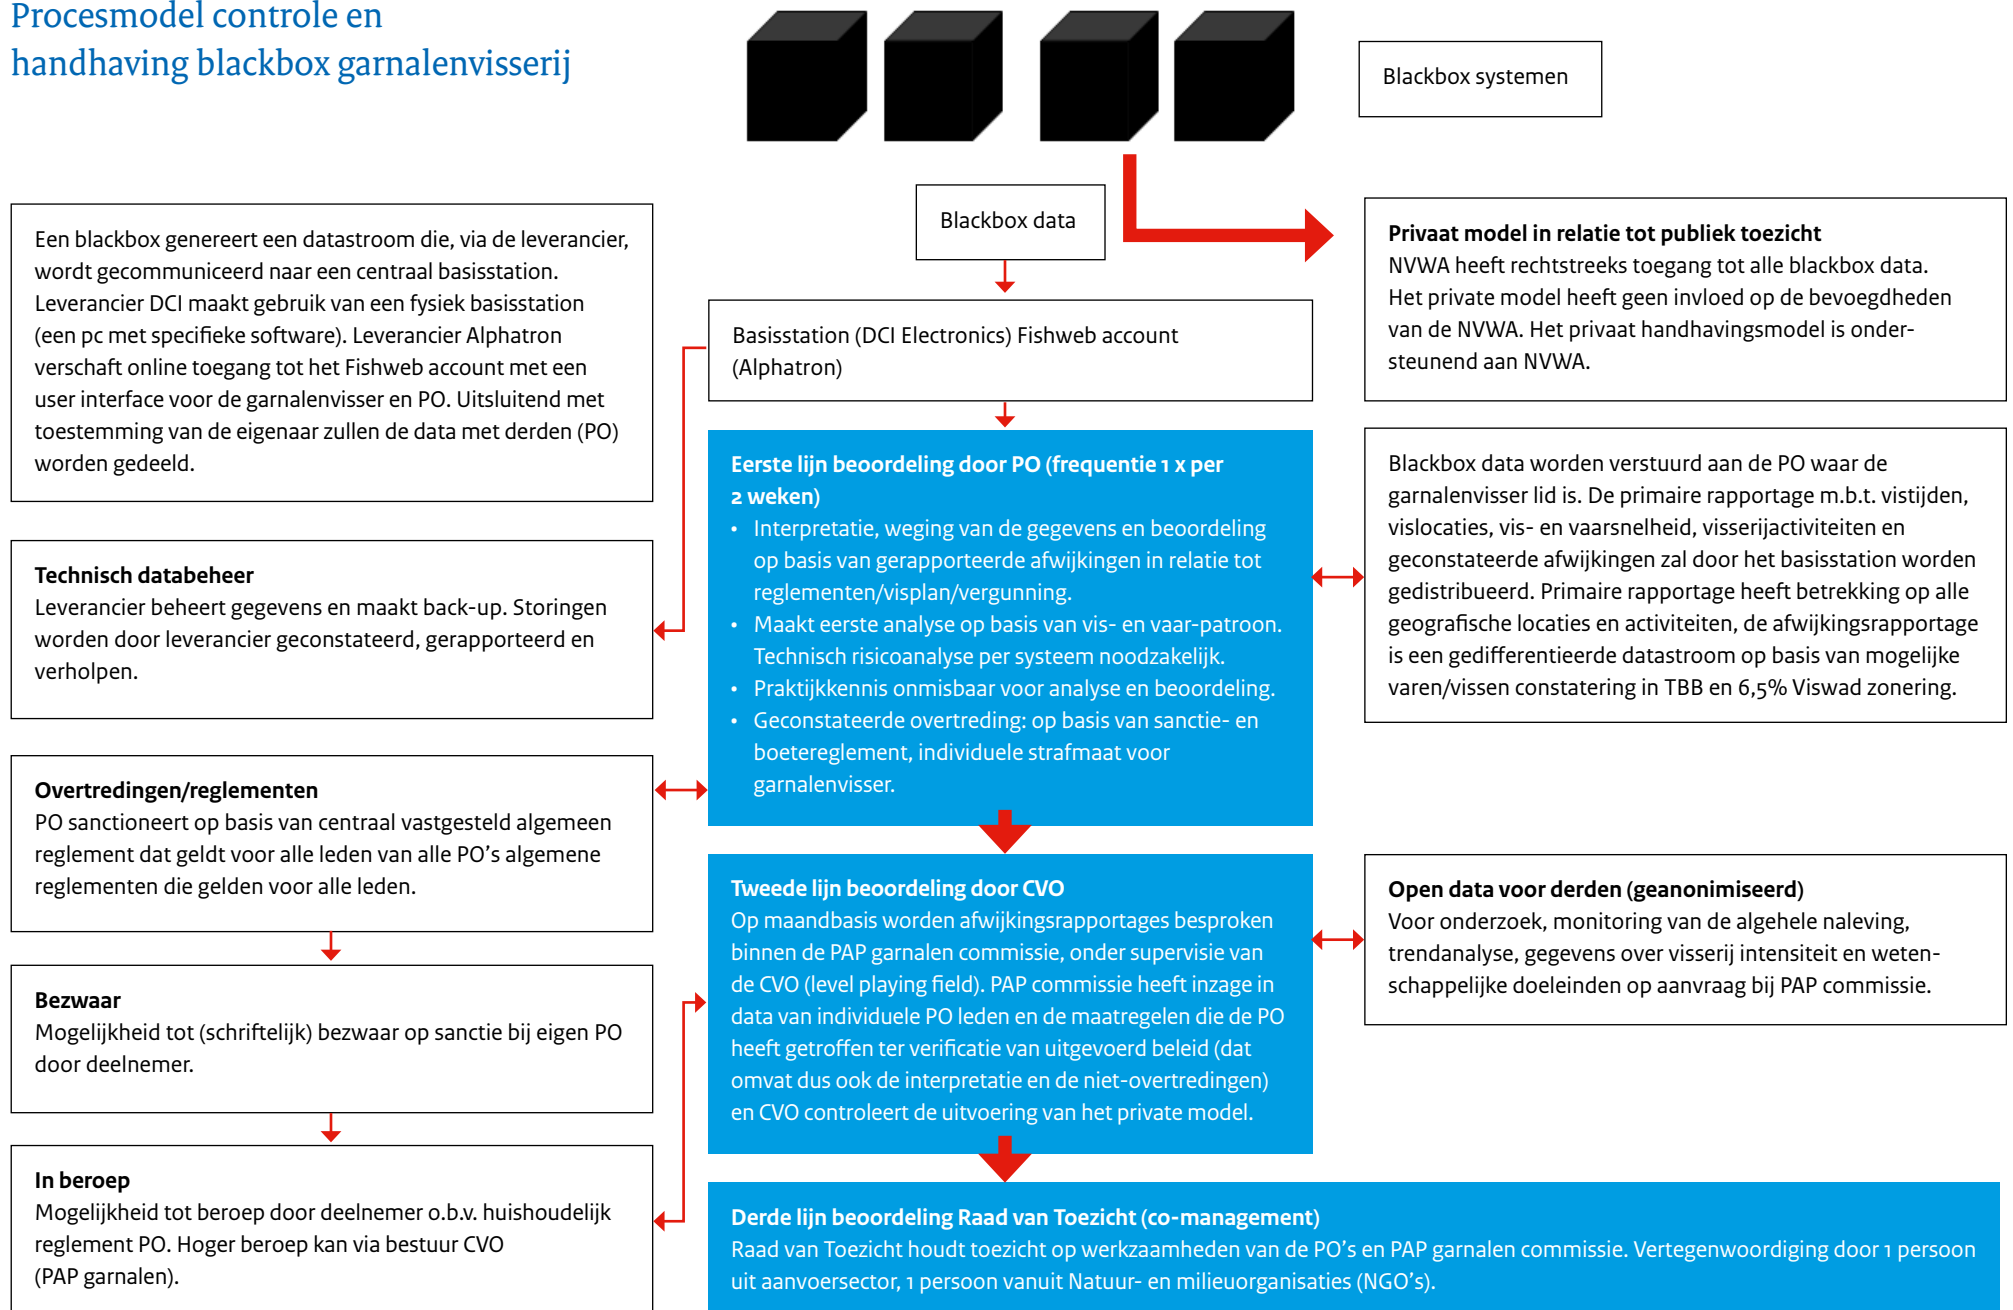 Procesmodel controle en
handhaving blackbox garnalenvisserij
Blackbox systemen
Blackbox data
Een blackbox genereert een datastroom die, via de leverancier,
wordt gecommuniceerd naar een centraal basisstation.
Leverancier DCI maakt gebruik van een fysiek basisstation
(een pc met specifieke software). Leverancier Alphatron
verschaft online toegang tot het Fishweb account met een
user interface voor de garnalenvisser en PO. Uitsluitend met
toestemming van de eigenaar zullen de data met derden (PO)
worden gedeeld.
Basisstation (DCI Electronics) Fishweb account
(Alphatron)
Privaat model in relatie tot publiek toezicht
NVWA heeft rechtstreeks toegang tot alle blackbox data.
Het private model heeft geen invloed op de bevoegdheden
van de NVWA. Het privaat handhavingsmodel is onder-
steunend aan NVWA.
Technisch databeheer
Leverancier beheert gegevens en maakt back-up. Storingen
worden door leverancier geconstateerd, gerapporteerd en
verholpen.
Eerste lijn beoordeling door PO (frequentie 1 x per
2 weken)
• Interpretatie, weging van de gegevens en beoordeling
op basis van gerapporteerde afwijkingen in relatie tot
reglementen/visplan/vergunning.
• Maakt eerste analyse op basis van vis- en vaar-patroon.
Technisch risicoanalyse per systeem noodzakelijk.
• Praktijkkennis onmisbaar voor analyse en beoordeling.
• Geconstateerde overtreding: op basis van sanctie- en
boetereglement, individuele strafmaat voor
garnalenvisser.
Blackbox data worden verstuurd aan de PO waar de
garnalenvisser lid is. De primaire rapportage m.b.t. vistijden,
vislocaties, vis- en vaarsnelheid, visserijactiviteiten en
geconstateerde afwijkingen zal door het basisstation worden
gedistribueerd. Primaire rapportage heeft betrekking op alle
geografische locaties en activiteiten, de afwijkingsrapportage
is een gedifferentieerde datastroom op basis van mogelijke
varen/vissen constatering in TBB en 6,5% Viswad zonering.
Overtredingen/reglementen
PO sanctioneert op basis van centraal vastgesteld algemeen
reglement dat geldt voor alle leden van alle PO's algemene
reglementen die gelden voor alle leden.
Bezwaar
Mogelijkheid tot (schriftelijk) bezwaar op sanctie bij eigen PO
door deelnemer.
In beroep
Mogelijkheid tot beroep door deelnemer o.b.v. huishoudelijk
reglement PO. Hoger beroep kan via bestuur CVO
(PAP garnalen).
Tweede lijn beoordeling door CVO
Op maandbasis worden afwijkingsrapportages besproken
binnen de PAP garnalen commissie, onder supervisie van
de CVO (level playing field). PAP commissie heeft inzage in
data van individuele PO leden en de maatregelen die de PO
heeft getroffen ter verificatie van uitgevoerd beleid (dat
omvat dus ook de interpretatie en de niet-overtredingen)
en CVO controleert de uitvoering van het private model.
Open data voor derden (geanonimiseerd)
Voor onderzoek, monitoring van de algehele naleving,
trendanalyse, gegevens over visserij intensiteit en weten-
schappelijke doeleinden op aanvraag bij PAP commissie.
Derde lijn beoordeling Raad van Toezicht (co-management)
Raad van Toezicht houdt toezicht op werkzaamheden van de PO's en PAP garnalen commissie. Vertegenwoordiging door 1 persoon
uit aanvoersector, 1 persoon vanuit Natuur- en milieuorganisaties (NGO's).